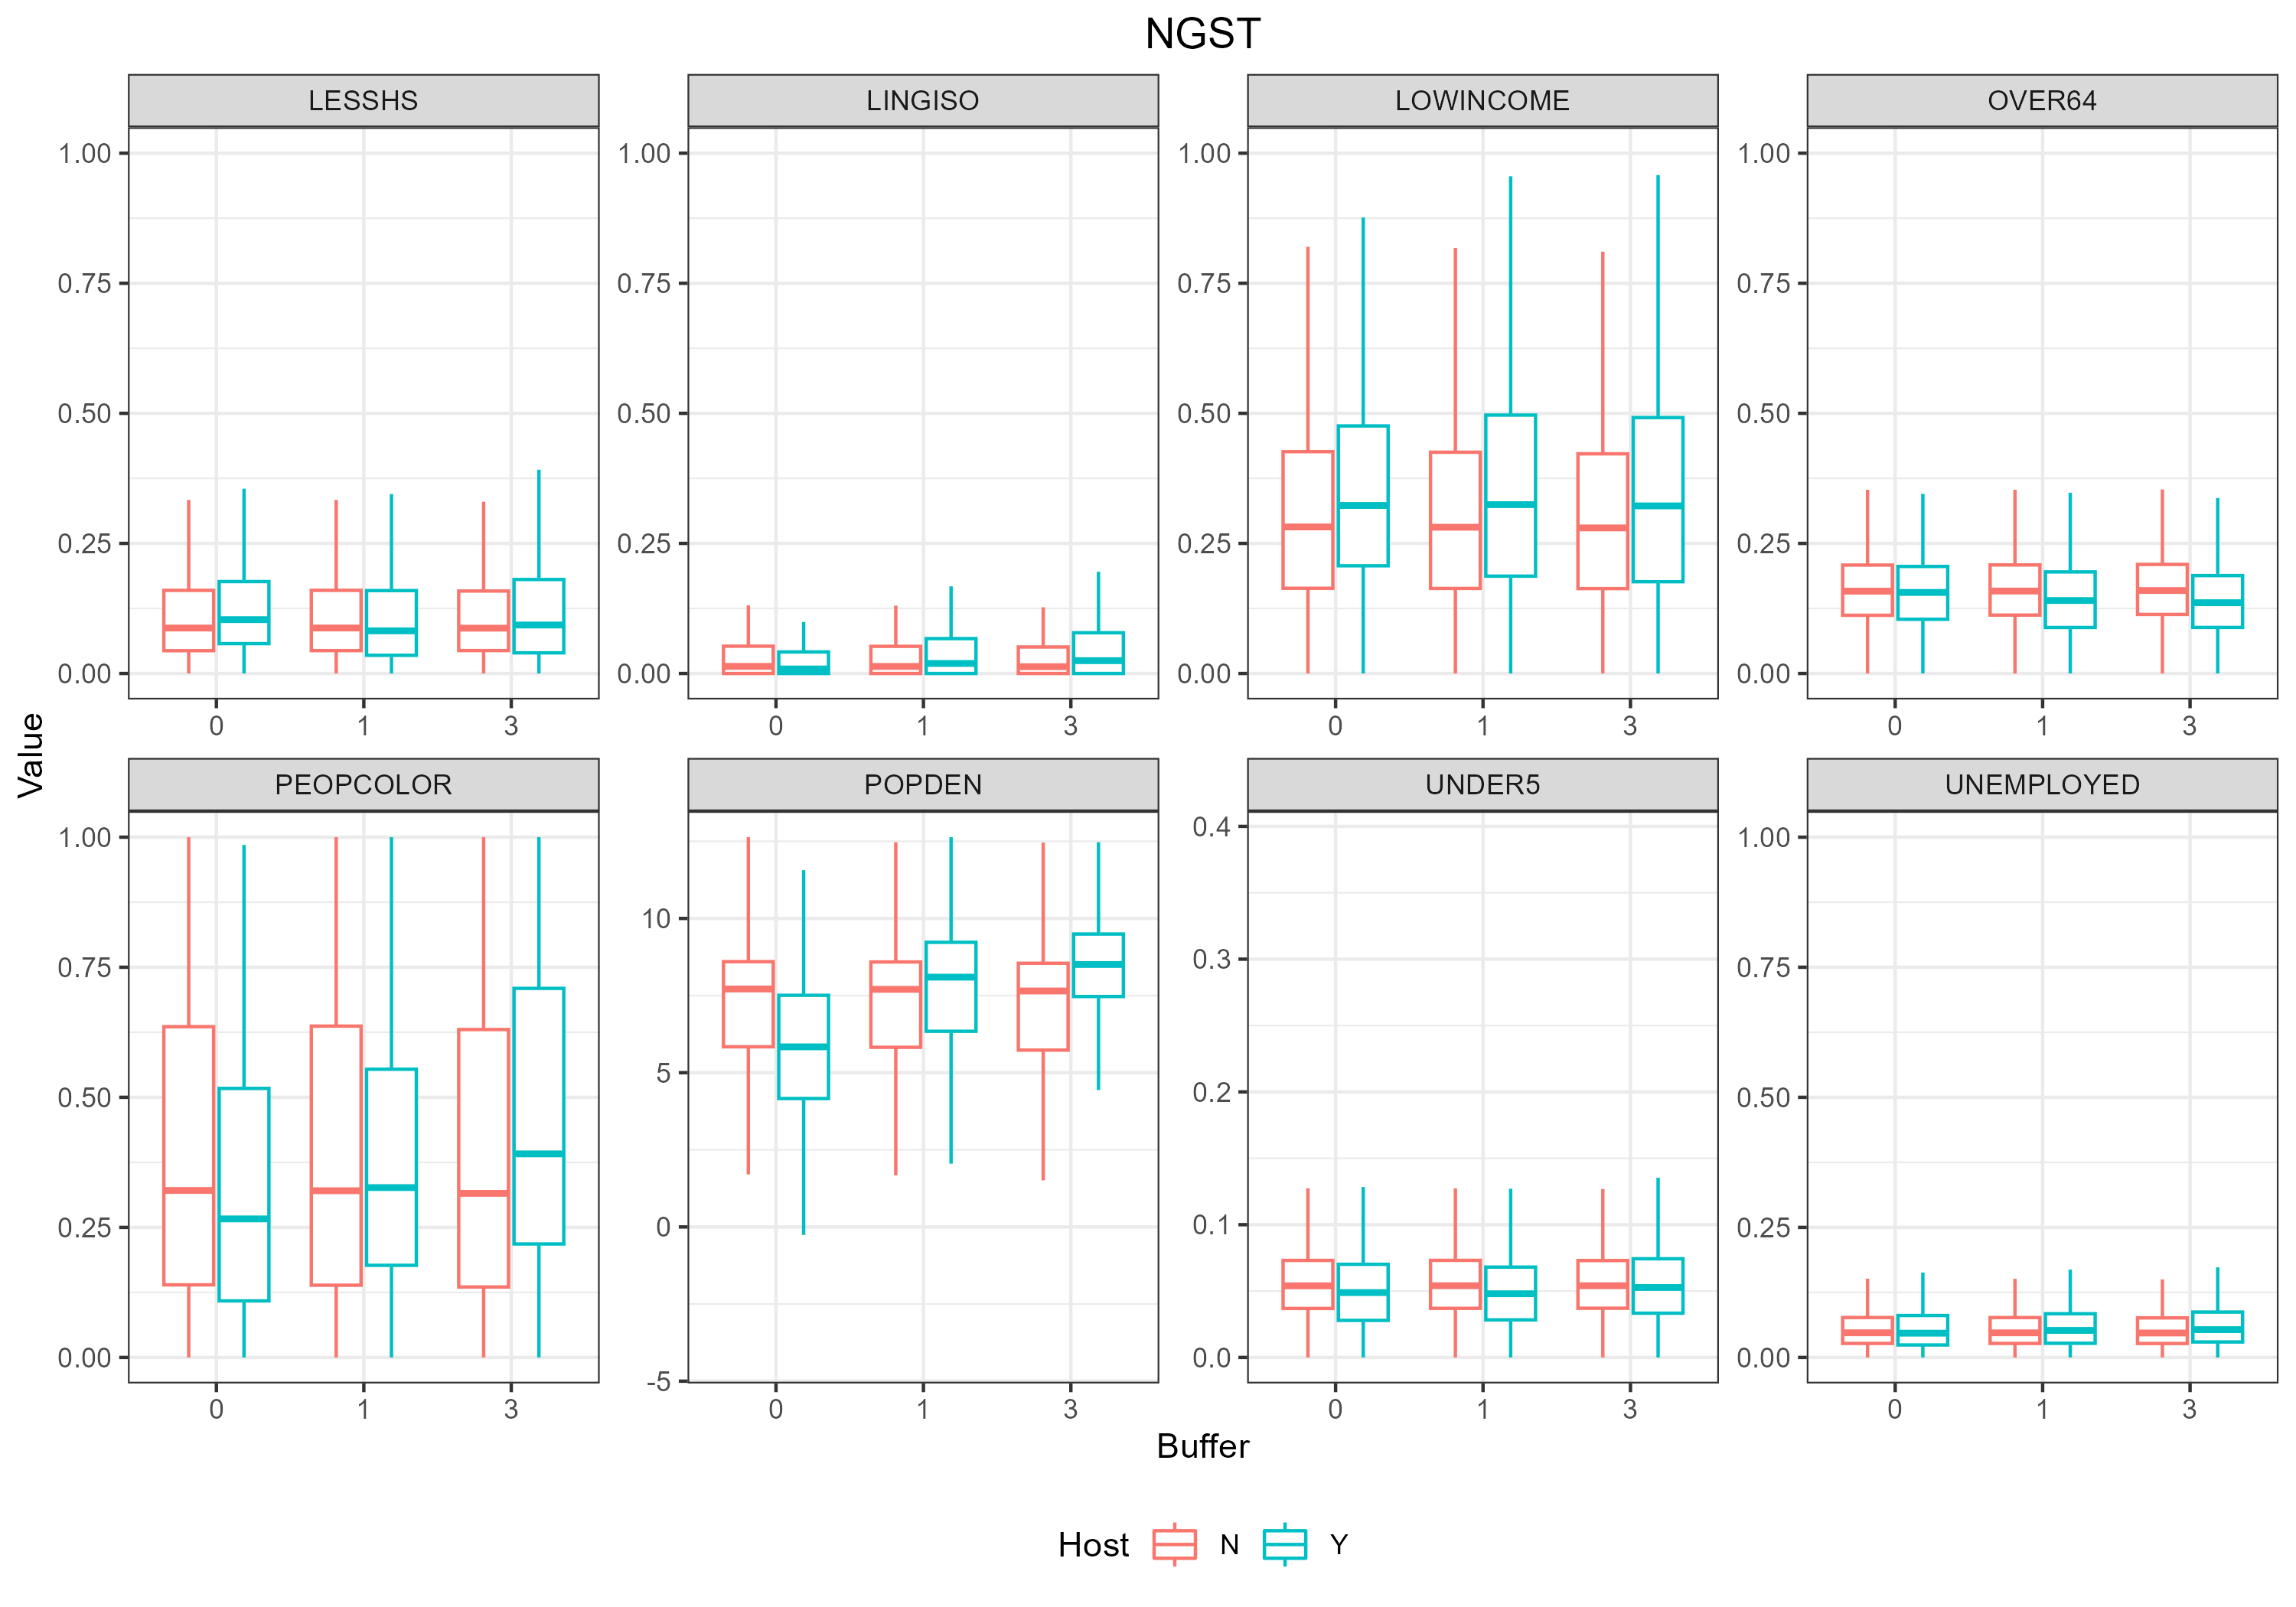 NGST
LESSHS LINGISO LOWINCOME OVER64
1.00 1.00 1.00 1.00
0.75 0.75 0.75 0.75
0.50 0.50 0.50 0.50
0.25 0.25 0.25 0.25
0.00 0.00 0.00 0.00
0 1 3 0 1 3 0 1 3 0 1 3
Value
PEOPCOLOR POPDEN UNDER5 UNEMPLOYED
1.00 10 0.4 1.00
0.75 5 0.3 0.75
0.50 0 0.2 0.50
0.25 -5 0.1 0.25
0.00 0.0 0.00
0 1 3 0 1 3 0 1 3 0 1 3
Buffer
Host N Y